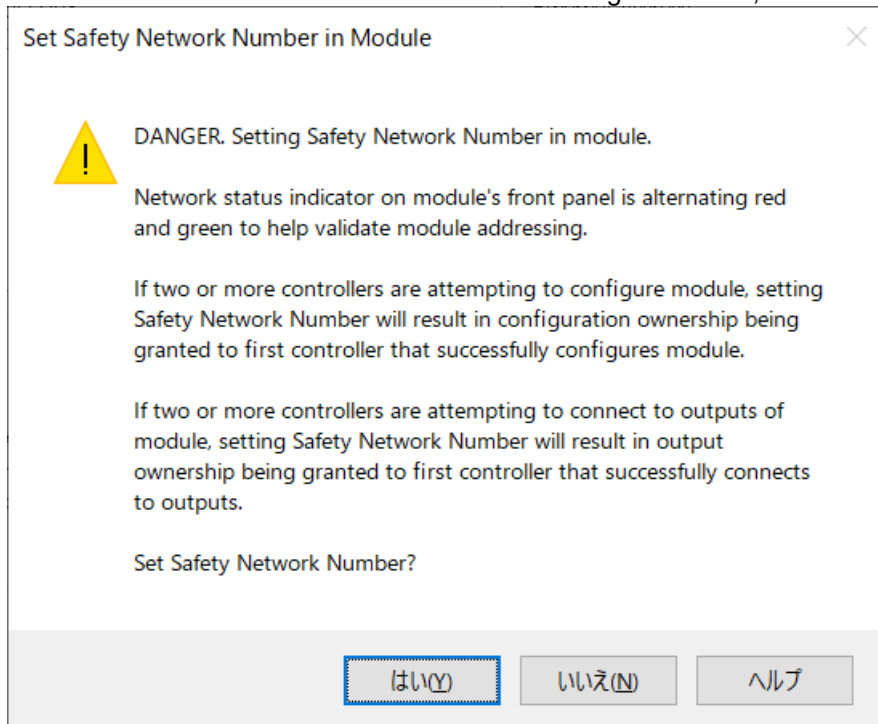 Set Safety Network Number in Module
DANGER. Setting Safety Network Number in module.
Network status indicator on module's front panel is alternating red
and green to help validate module addressing.
If two or more controllers are attempting to configure module, setting
Safety Network Number will result in configuration ownership being
granted to first controller that successfully configures module.
If two or more controllers are attempting to connect to outputs of
module, setting Safety Network Number will result in output
ownership being granted to first controller that successfully connects
to outputs.
Set Safety Network Number?
はい(Y) いいえ(N) ヘルプ